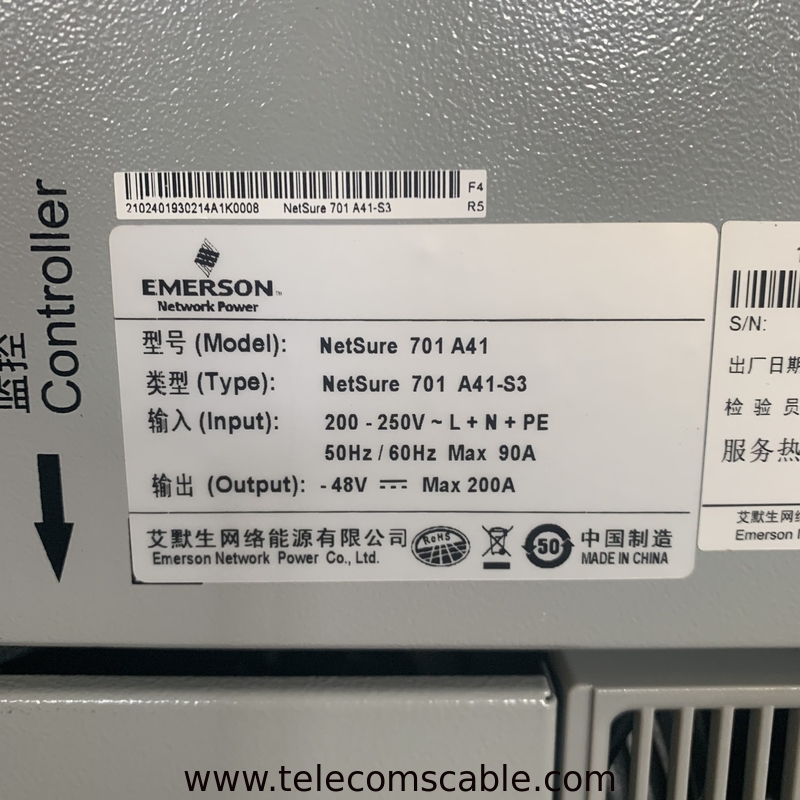 监控
Controller
2102401930214A1K0008 NetSure 701 A41-S3
F4
R5
EMERSON™
Network Power
型号 (Model): NetSure 701 A41
类型 (Type): NetSure 701 A41-S3
输入 (Input): 200 - 250V ~ L + N + PE
50Hz / 60Hz Max 90A
输出 (Output): - 48V ⎓ Max 200A
艾默生网络能源有限公司
Emerson Network Power Co., Ltd.
RoHS
50
中国制造
MADE IN CHINA
S/N:
出厂日期
检 验 员
服务热
艾默生网络
Emerson
www.telecomscable.com